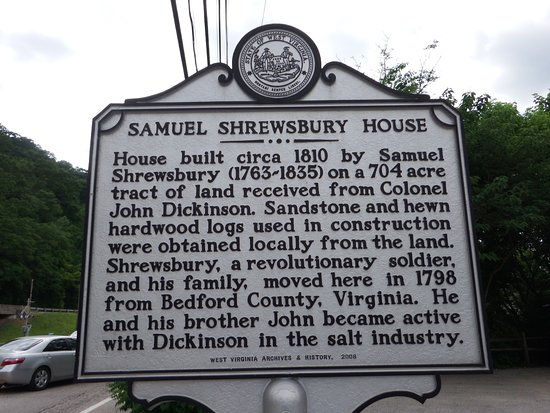 STATE OF WEST VIRGINIA
MONTANI SEMPER LIBERI
SAMUEL SHREWSBURY HOUSE
House built circa 1810 by Samuel
Shrewsbury (1763-1835) on a 704 acre
tract of land received from Colonel
John Dickinson. Sandstone and hewn
hardwood logs used in construction
were obtained locally from the land.
Shrewsbury, a revolutionary soldier,
and his family, moved here in 1798
from Bedford County, Virginia. He
and his brother John became active
with Dickinson in the salt industry.
WEST VIRGINIA ARCHIVES & HISTORY, 2008